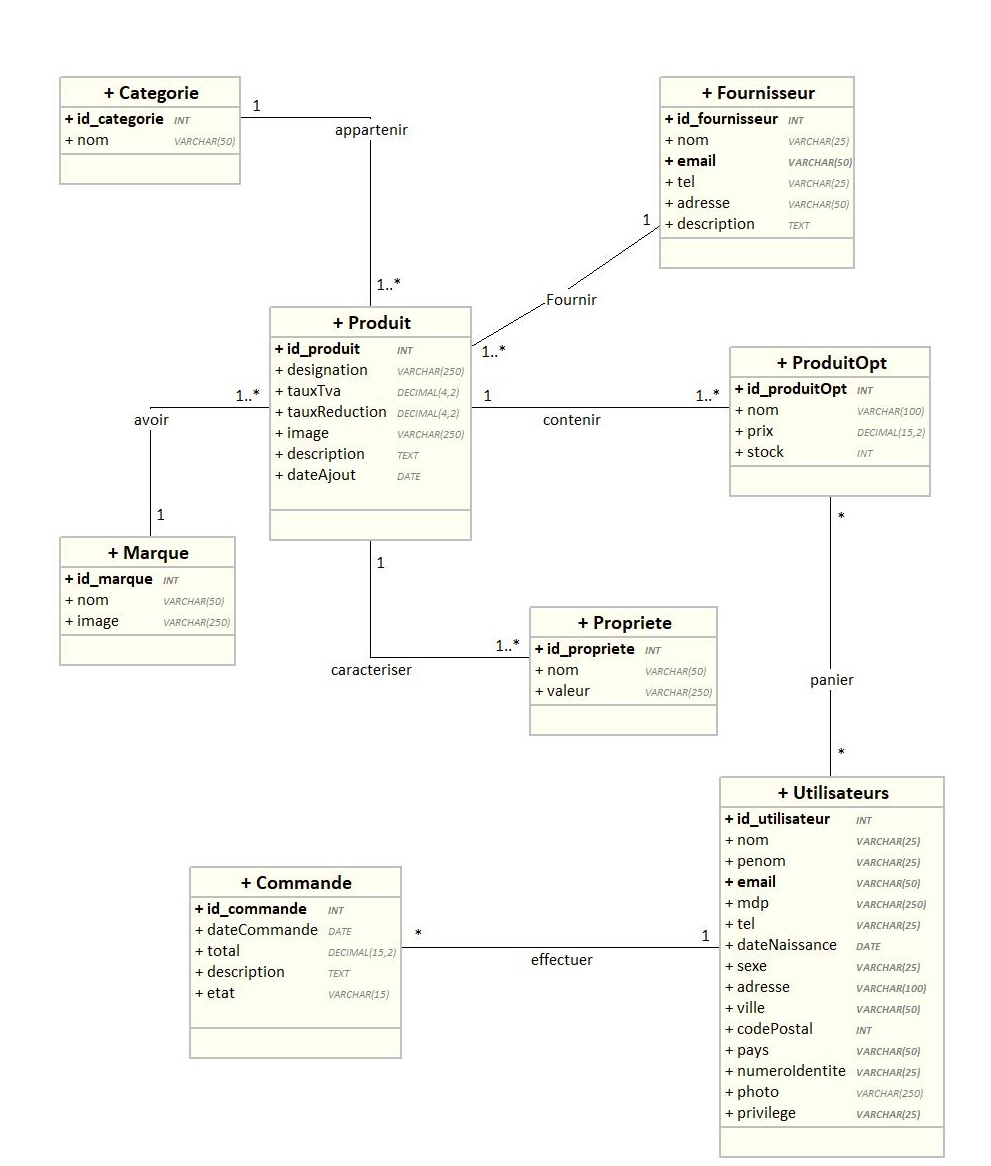 + Categorie
+ id_categorie INT
+ nom VARCHAR(50)
1
appartenir
1..*
+ Fournisseur
+ id_fournisseur INT
+ nom VARCHAR(25)
+ email VARCHAR(50)
+ tel VARCHAR(25)
+ adresse VARCHAR(50)
+ description TEXT
1
Fournir
1..*
+ Produit
+ id_produit INT
+ designation VARCHAR(250)
+ tauxTva DECIMAL(4,2)
+ tauxReduction DECIMAL(4,2)
+ image VARCHAR(250)
+ description TEXT
+ dateAjout DATE
1
contenir
1..*
+ ProduitOpt
+ id_produitOpt INT
+ nom VARCHAR(100)
+ prix DECIMAL(15,2)
+ stock INT
1..*
avoir
1
+ Marque
+ id_marque INT
+ nom VARCHAR(50)
+ image VARCHAR(250)
1
caracteriser
1..*
+ Propriete
+ id_propriete INT
+ nom VARCHAR(50)
+ valeur VARCHAR(250)
*
panier
*
+ Utilisateurs
+ id_utilisateur INT
+ nom VARCHAR(25)
+ penom VARCHAR(25)
+ email VARCHAR(50)
+ mdp VARCHAR(250)
+ tel VARCHAR(25)
+ dateNaissance DATE
+ sexe VARCHAR(25)
+ adresse VARCHAR(100)
+ ville VARCHAR(50)
+ codePostal INT
+ pays VARCHAR(50)
+ numeroIdentite VARCHAR(25)
+ photo VARCHAR(250)
+ privilege VARCHAR(25)
+ Commande
+ id_commande INT
+ dateCommande DATE
+ total DECIMAL(15,2)
+ description TEXT
+ etat VARCHAR(15)
*
effectuer
1